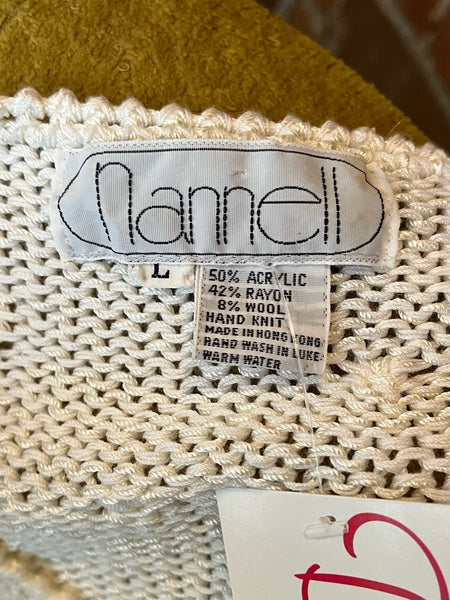 nannell
L
50% ACRYLIC
42% RAYON
8% WOOL
HAND KNIT
MADE IN HONG KONG
HAND WASH IN LUKE-
WARM WATER